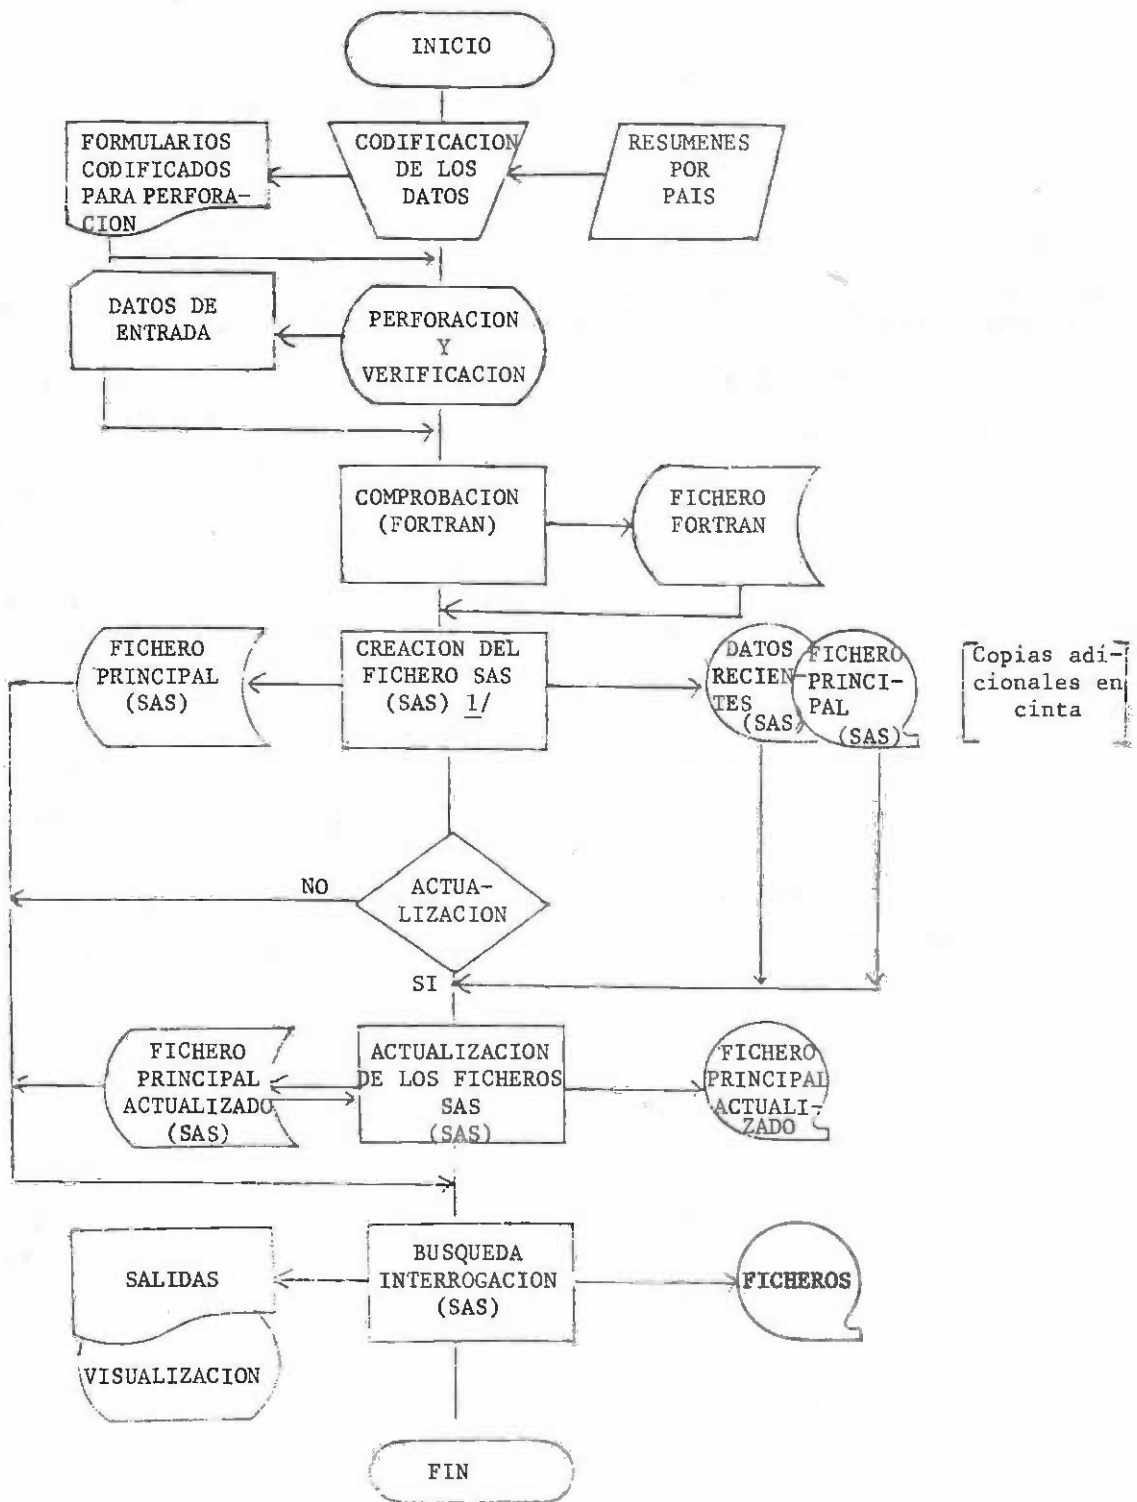 INICIO
FORMULARIOS
CODIFICADOS
PARA PERFORA-
CION
CODIFICACION
DE LOS
DATOS
RESUMENES
POR
PAIS
DATOS DE
ENTRADA
PERFORACION
Y
VERIFICACION
COMPROBACION
(FORTRAN)
FICHERO
FORTRAN
FICHERO
PRINCIPAL
(SAS)
CREACION DEL
FICHERO SAS
(SAS) 1/
DATOS
RECIEN-
TES
(SAS)
FICHERO
PRINCI-
PAL
(SAS)
Copias adi-
cionales en
cinta
NO
ACTUA-
LIZACION
SI
FICHERO
PRINCIPAL
ACTUALIZADO
(SAS)
ACTUALIZACION
DE LOS FICHEROS
SAS
(SAS)
FICHERO
PRINCIPAL
ACTUALI-
ZADO
SALIDAS
VISUALIZACION
BUSQUEDA
INTERROGACION
(SAS)
FICHEROS
FIN